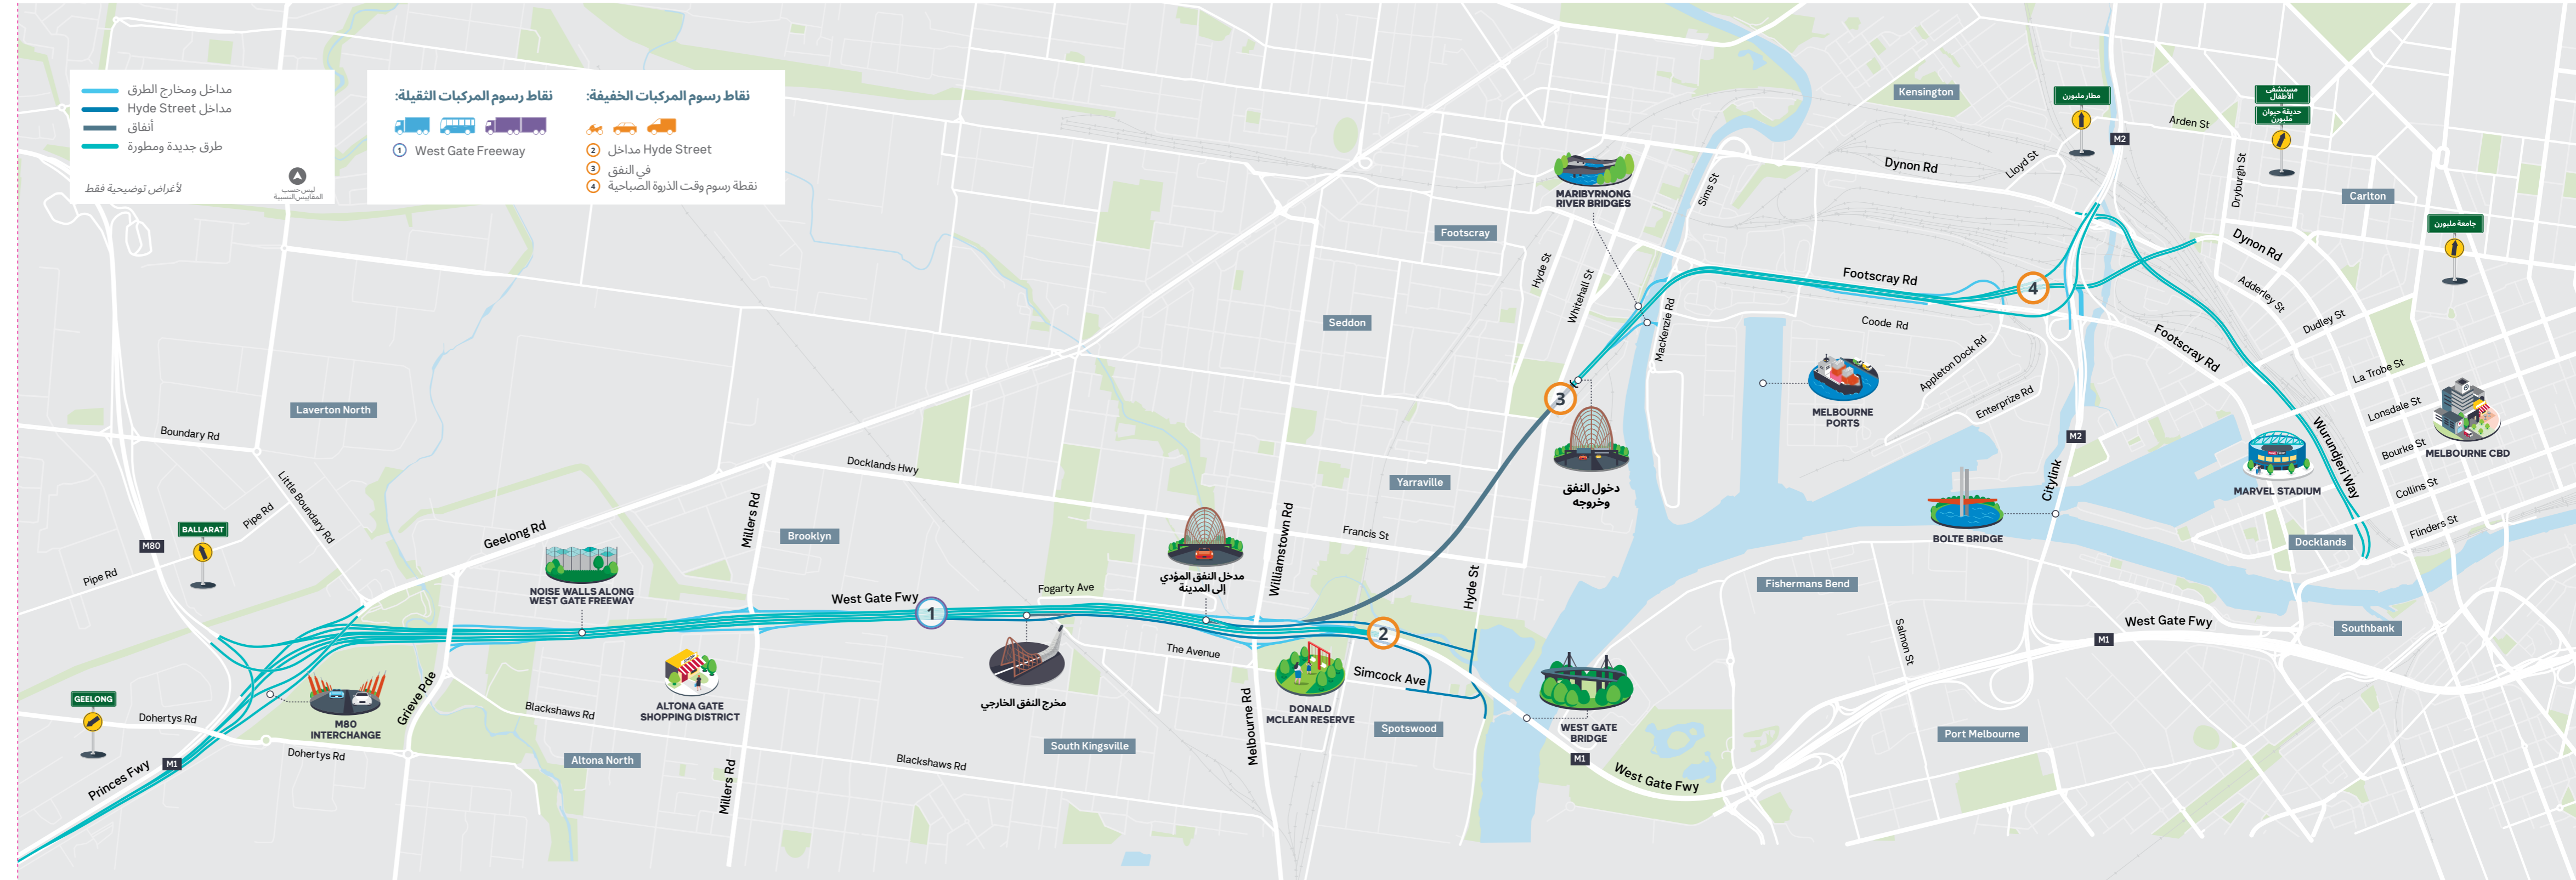 مداخل ومخارج الطرق
مداخل Hyde Street
أنفاق
طرق جديدة ومطورة
لأغراض توضيحية فقط
ليس حسب
المقاييس النسبية
نقاط رسوم المركبات الثقيلة:
1 West Gate Freeway
نقاط رسوم المركبات الخفيفة:
2 مداخل Hyde Street
3 في النفق
4 نقطة رسوم وقت الذروة الصباحية
Kensington
مطار ملبورن
M2
Arden St
مستشفى
الأطفال
حديقة حيوان
ملبورن
Dynon Rd
Lloyd St
Dryburgh St
Carlton
جامعة ملبورن
MARIBYRNONG
RIVER BRIDGES
Sims St
Footscray
Hyde St
Whitehall St
Footscray Rd
4
Dynon Rd
Adderley St
Dudley St
Seddon
MacKenzie Rd
Coode Rd
Appleton Dock Rd
Enterprize Rd
Footscray Rd
La Trobe St
Lonsdale St
Bourke St
Collins St
Flinders St
Wurundjeri Way
MELBOURNE CBD
MARVEL STADIUM
Docklands
3
دخول النفق
وخروجه
MELBOURNE
PORTS
M2
Citylink
BOLTE BRIDGE
Laverton North
Boundary Rd
Little Boundary Rd
Pipe Rd
Pipe Rd
BALLARAT
M80
Geelong Rd
Docklands Hwy
Millers Rd
Brooklyn
Yarraville
Francis St
Williamstown Rd
Hyde St
NOISE WALLS ALONG
WEST GATE FREEWAY
West Gate Fwy
1
Fogarty Ave
مدخل النفق المؤدي
إلى المدينة
2
The Avenue
Simcock Ave
Fishermans Bend
Salmon St
West Gate Fwy
M1
Southbank
GEELONG
Dohertys Rd
Dohertys Rd
M80
INTERCHANGE
Grieve Pde
Blackshaws Rd
ALTONA GATE
SHOPPING DISTRICT
مخرج النفق الخارجي
DONALD
MCLEAN RESERVE
Melbourne Rd
Spotswood
WEST GATE
BRIDGE
M1
West Gate Fwy
Port Melbourne
South Kingsville
Blackshaws Rd
Altona North
Millers Rd
M1
Princes Fwy